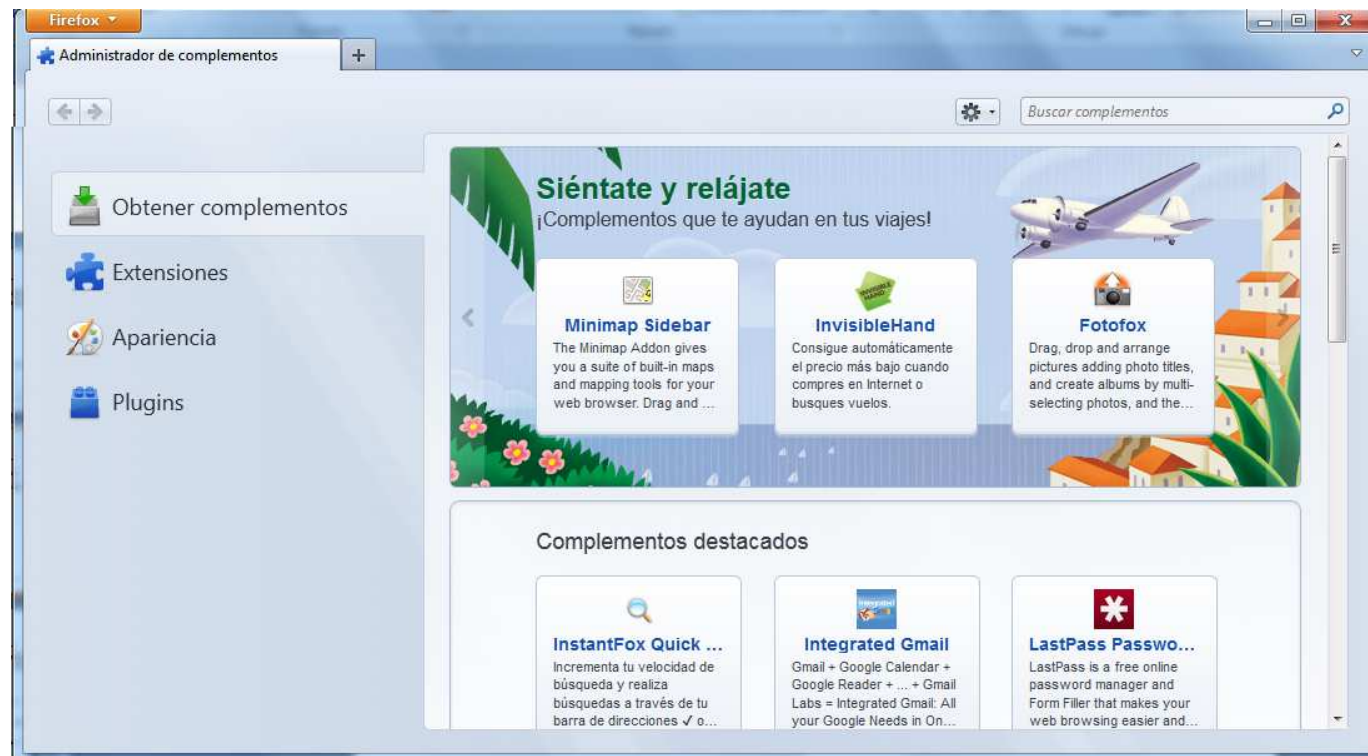 Firefox
Administrador de complementos
Buscar complementos
Obtener complementos
Extensiones
Apariencia
Plugins
Siéntate y relájate
¡Complementos que te ayudan en tus viajes!
Minimap Sidebar
The Minimap Addon gives
you a suite of built-in maps
and mapping tools for your
web browser. Drag and ...
INVISIBLE
HAND
InvisibleHand
Consigue automáticamente
el precio más bajo cuando
compres en Internet o
busques vuelos.
Fotofox
Drag, drop and arrange
pictures adding photo titles,
and create albums by multi-
selecting photos, and the...
Complementos destacados
InstantFox Quick ...
Incrementa tu velocidad de
búsqueda y realiza
búsquedas a través de tu
barra de direcciones ✓ o...
Integrated
Integrated Gmail
Gmail + Google Calendar +
Google Reader + ... + Gmail
Labs = Integrated Gmail: All
your Google Needs in On...
LastPass Passwo...
LastPass is a free online
password manager and
Form Filler that makes your
web browsing easier and...